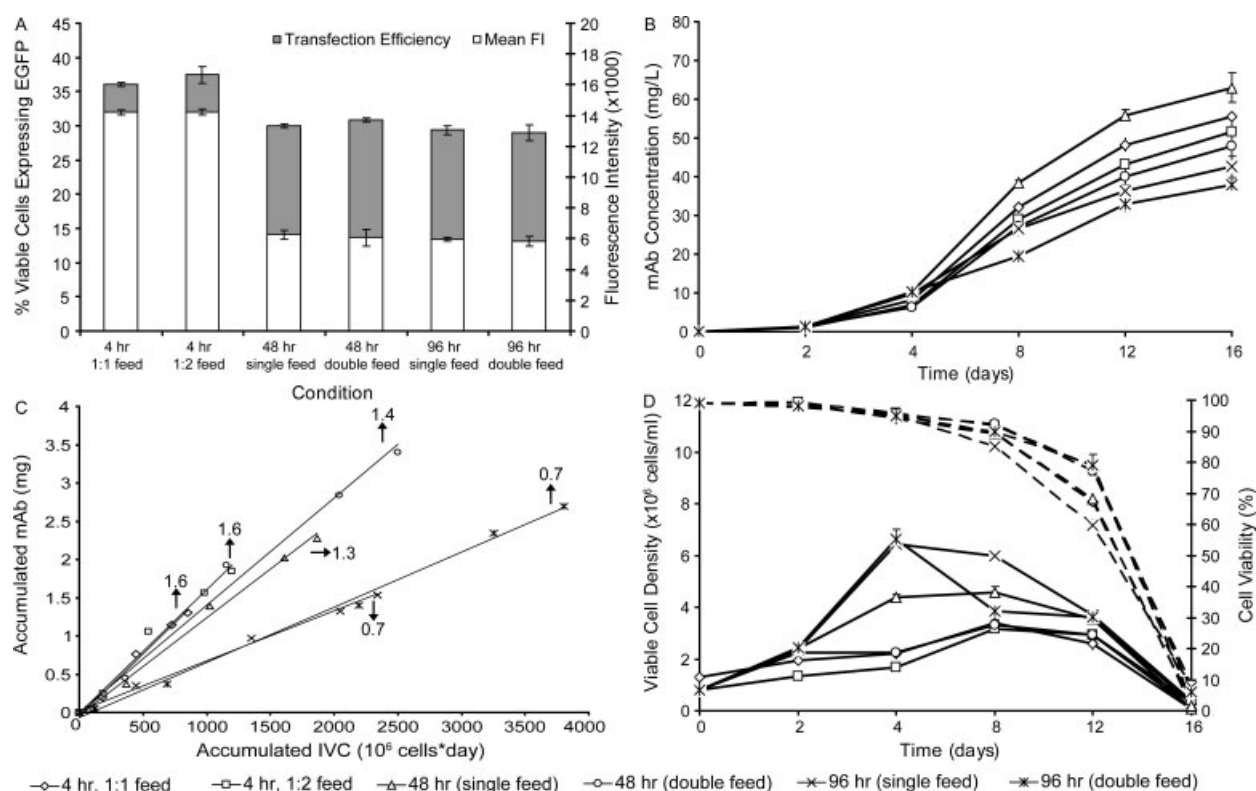 A
45
40
35
30
25
20
15
10
5
0
% Viable Cells Expressing EGFP
Transfection Efficiency
Mean FI
20
18
16
14
12
10
8
6
4
2
0
Fluorescence Intensity (x1000)
4 hr
1:1 feed
4 hr
1:2 feed
48 hr
single feed
48 hr
double feed
96 hr
single feed
96 hr
double feed
Condition
B
80
70
60
50
40
30
20
10
0
mAb Concentration (mg/L)
0
2
4
8
12
16
Time (days)
C
4
3.5
3
2.5
2
1.5
1
0.5
0
Accumulated mAb (mg)
1.4
0.7
1.6
1.6
1.3
0.7
0
500
1000
1500
2000
2500
3000
3500
4000
Accumulated IVC (10⁶ cells*day)
D
12
10
8
6
4
2
0
Viable Cell Density (x10⁶ cells/ml)
100
90
80
70
60
50
40
30
20
10
0
Cell Viability (%)
0
2
4
8
12
16
Time (days)
4 hr, 1:1 feed
4 hr, 1:2 feed
48 hr (single feed)
48 hr (double feed)
96 hr (single feed)
96 hr (double feed)